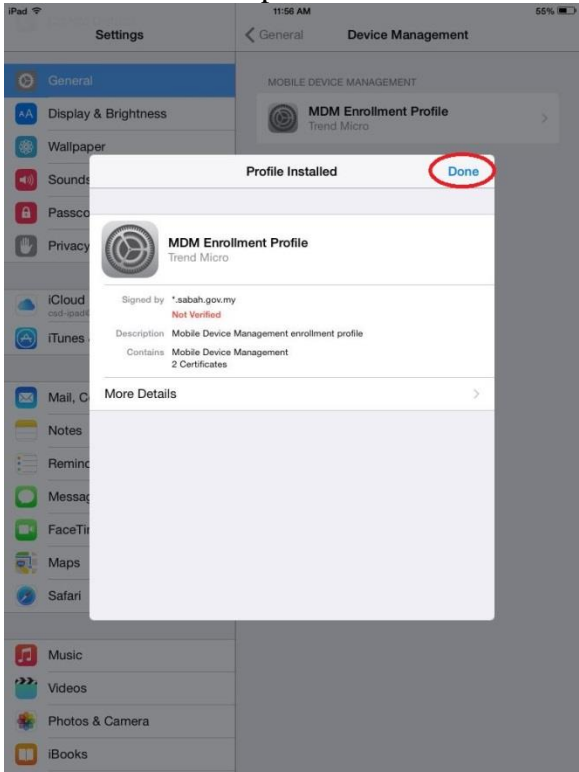 iPad
11:56 AM
55%
Settings
General
Device Management
General
Display & Brightness
Wallpaper
Sounds
Passco
Privacy
iCloud
iTunes
Mail, C
Notes
Reminc
Messag
FaceTi
Maps
Safari
Music
Videos
Photos & Camera
iBooks
MOBILE DEVICE MANAGEMENT
MDM Enrollment Profile
Trend Micro
Profile Installed
Done
MDM Enrollment Profile
Trend Micro
Signed by *.sabah.gov.my
Not Verified
Description Mobile Device Management enrollment profile
Contains Mobile Device Management
2 Certificates
More Details